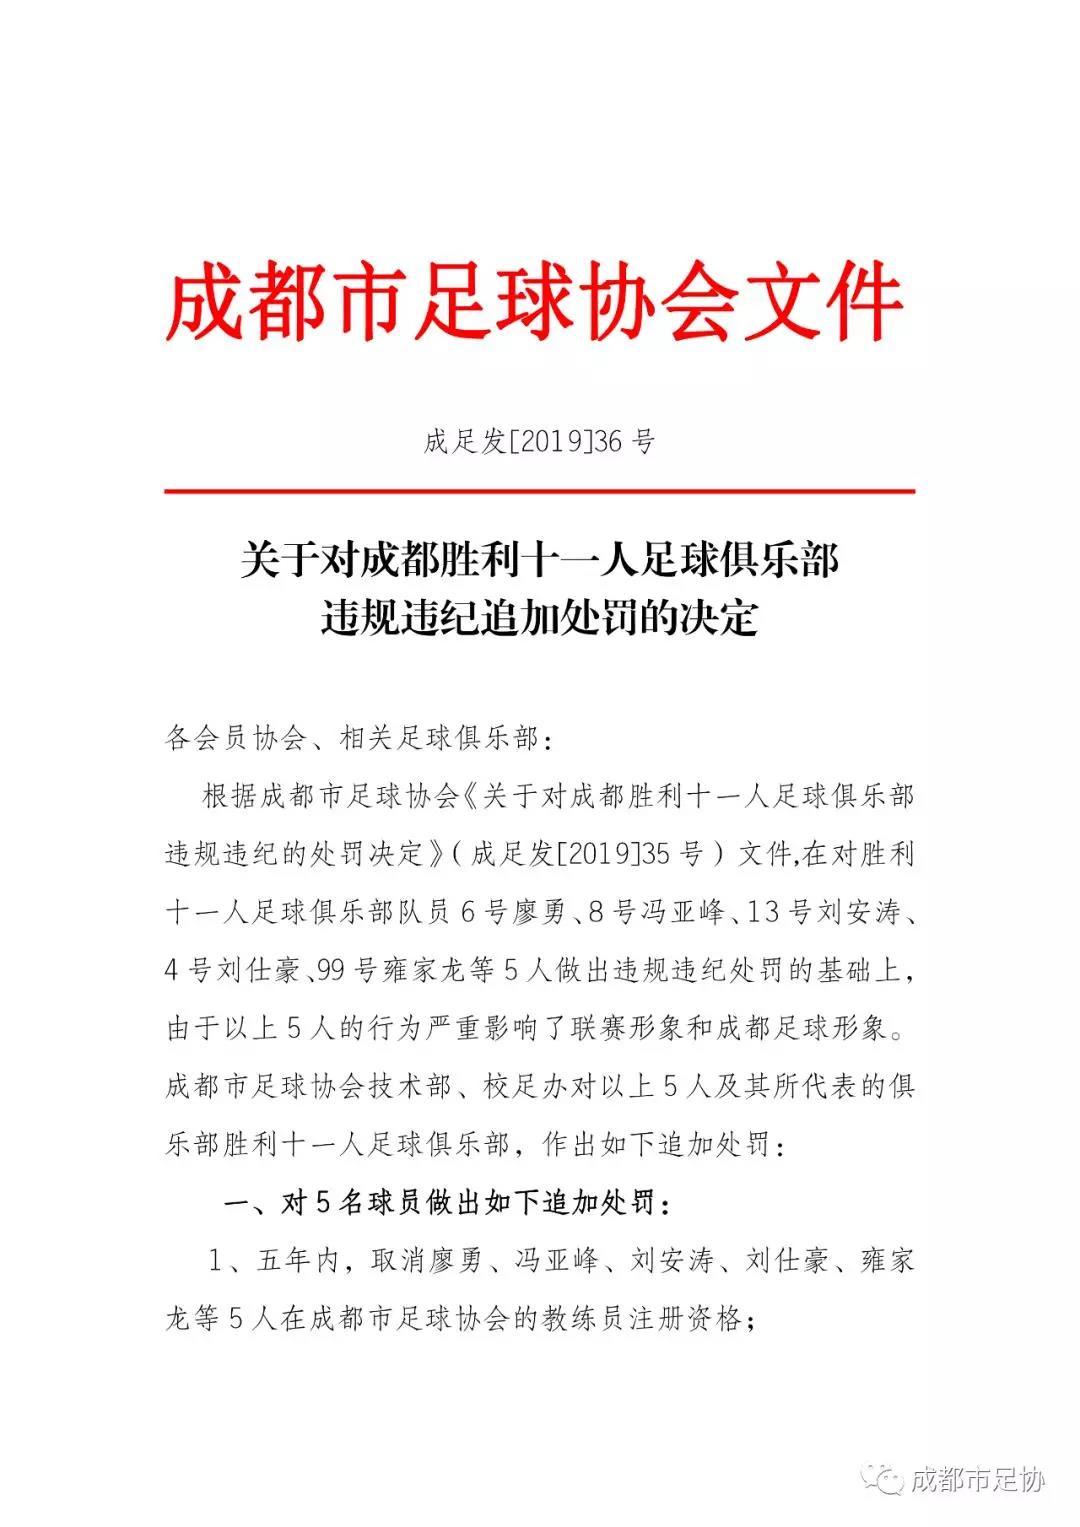 成都市足球协会文件
成足发[2019]36 号
关于对成都胜利十一人足球俱乐部
违规违纪追加处罚的决定
各会员协会、相关足球俱乐部：
根据成都市足球协会《关于对成都胜利十一人足球俱乐部
违规违纪的处罚决定》（成足发[2019]35 号）文件,在对胜利
十一人足球俱乐部队员 6 号廖勇、8 号冯亚峰、13 号刘安涛、
4 号刘仕豪、99 号雍家龙等 5 人做出违规违纪处罚的基础上，
由于以上 5 人的行为严重影响了联赛形象和成都足球形象。
成都市足球协会技术部、校足办对以上 5 人及其所代表的俱
乐部胜利十一人足球俱乐部，作出如下追加处罚：
一、对 5 名球员做出如下追加处罚：
1、五年内，取消廖勇、冯亚峰、刘安涛、刘仕豪、雍家
龙等 5 人在成都市足球协会的教练员注册资格；
成都市足协